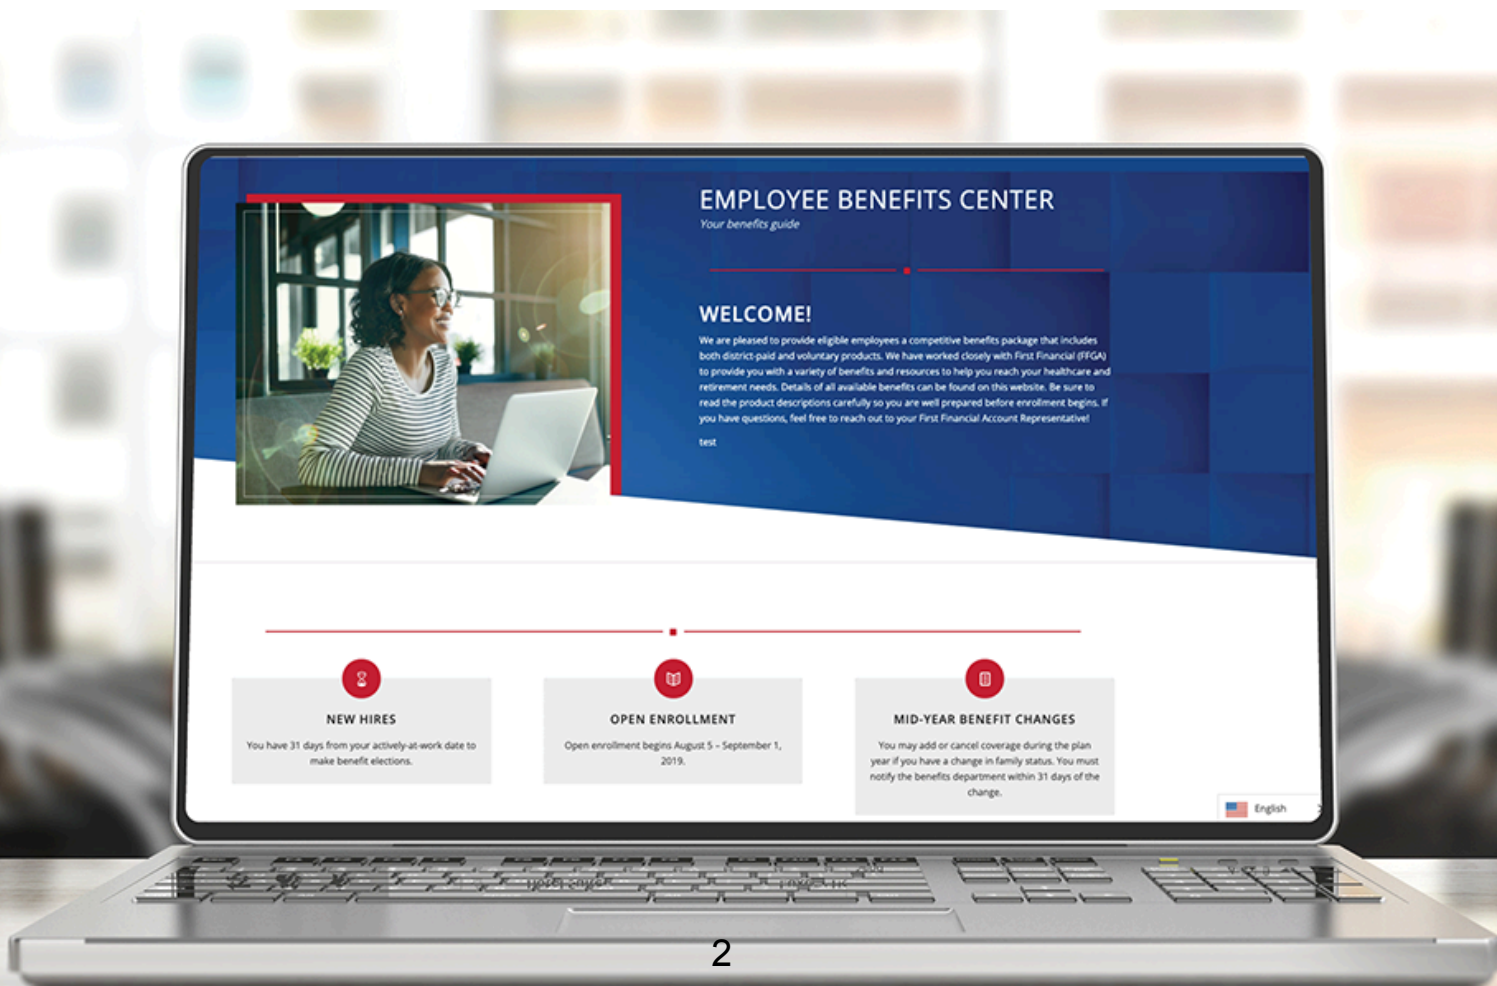 EMPLOYEE BENEFITS CENTER
Your benefits guide
WELCOME!
We are pleased to provide eligible employees a competitive benefits package that includes
both district-paid and voluntary products. We have worked closely with First Financial (FFGA)
to provide you with a variety of benefits and resources to help you reach your healthcare and
retirement needs. Details of all available benefits can be found on this website. Be sure to
read the product descriptions carefully so you are well prepared before enrollment begins. If
you have questions, feel free to reach out to your First Financial Account Representative!
test
NEW HIRES
You have 31 days from your actively-at-work date to
make benefit elections.
OPEN ENROLLMENT
Open enrollment begins August 5 – September 1,
2019.
MID-YEAR BENEFIT CHANGES
You may add or cancel coverage during the plan
year if you have a change in family status. You must
notify the benefits department within 31 days of the
change.
English
2